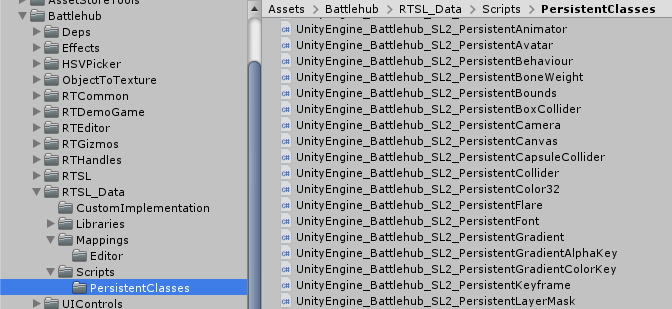 AssetStoreTools
Battlehub
Deps
Effects
HSVPicker
ObjectToTexture
RTCommon
RTDemoGame
RTEditor
RTGizmos
RTHandles
RTSL
RTSL_Data
CustomImplementation
Libraries
Mappings
Editor
Scripts
PersistentClasses
UIControls
Assets ▸ Battlehub ▸ RTSL_Data ▸ Scripts ▸ PersistentClasses
UnityEngine_Battlehub_SL2_PersistentAnimator
UnityEngine_Battlehub_SL2_PersistentAvatar
UnityEngine_Battlehub_SL2_PersistentBehaviour
UnityEngine_Battlehub_SL2_PersistentBoneWeight
UnityEngine_Battlehub_SL2_PersistentBounds
UnityEngine_Battlehub_SL2_PersistentBoxCollider
UnityEngine_Battlehub_SL2_PersistentCamera
UnityEngine_Battlehub_SL2_PersistentCanvas
UnityEngine_Battlehub_SL2_PersistentCapsuleCollider
UnityEngine_Battlehub_SL2_PersistentCollider
UnityEngine_Battlehub_SL2_PersistentColor32
UnityEngine_Battlehub_SL2_PersistentFlare
UnityEngine_Battlehub_SL2_PersistentFont
UnityEngine_Battlehub_SL2_PersistentGradient
UnityEngine_Battlehub_SL2_PersistentGradientAlphaKey
UnityEngine_Battlehub_SL2_PersistentGradientColorKey
UnityEngine_Battlehub_SL2_PersistentKeyframe
UnityEngine_Battlehub_SL2_PersistentLayerMask